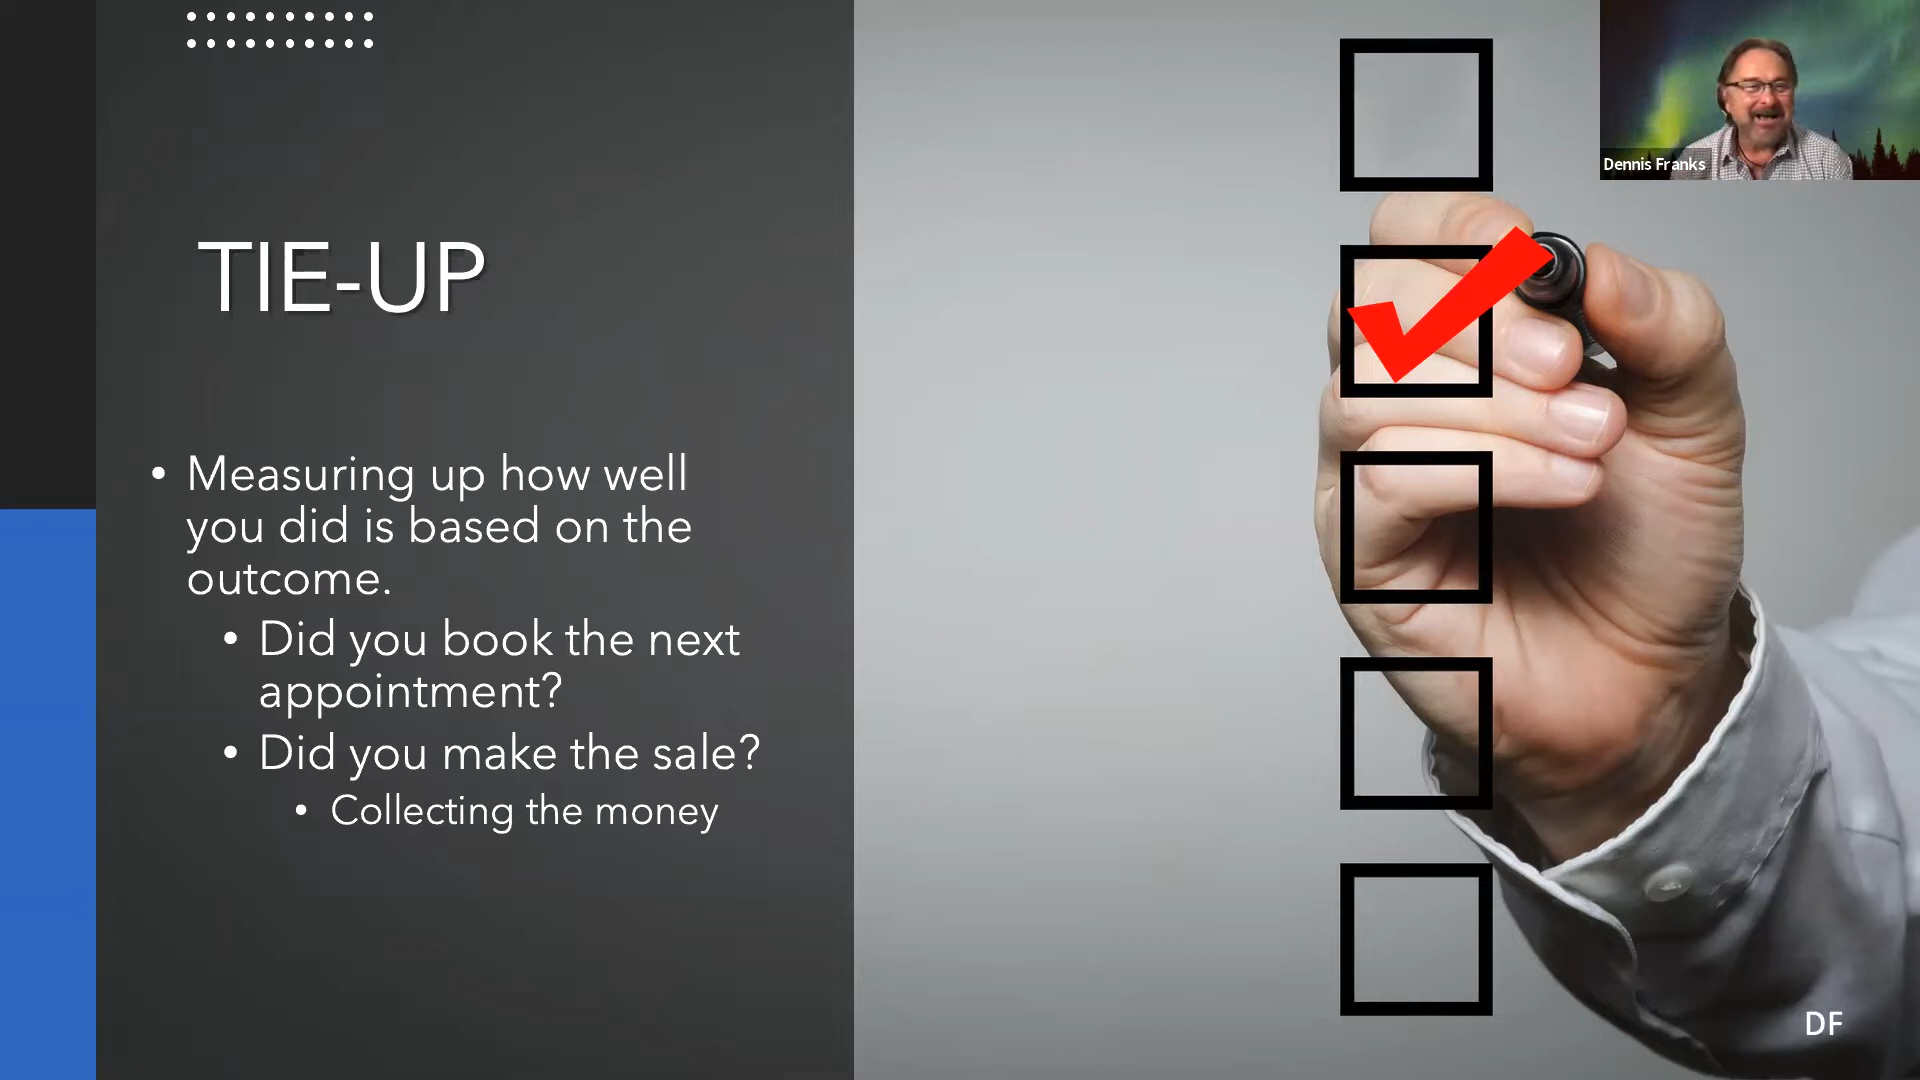 TIE-UP
• Measuring up how well
you did is based on the
outcome.
• Did you book the next
appointment?
• Did you make the sale?
• Collecting the money
Dennis Franks
DF